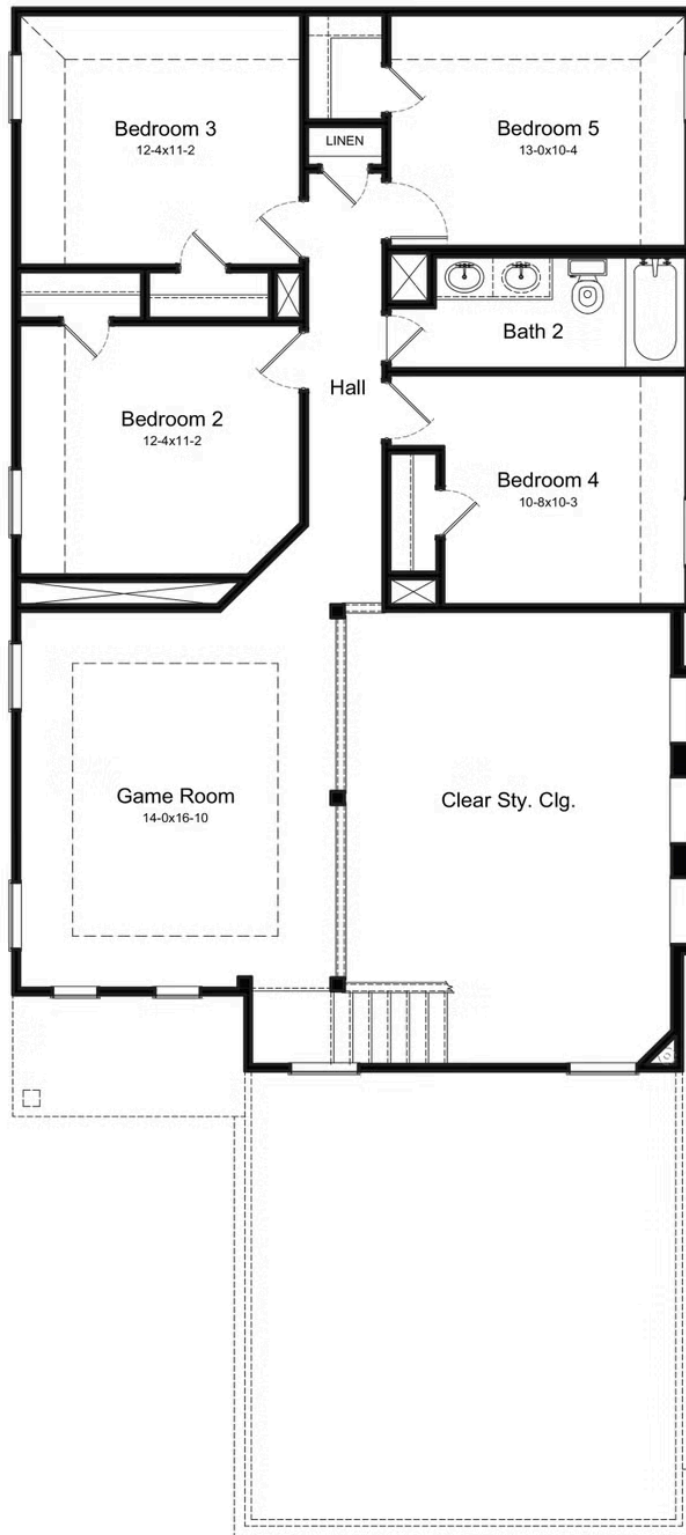 Bedroom 3
12-4x11-2
LINEN
Bedroom 5
13-0x10-4
Bath 2
Hall
Bedroom 2
12-4x11-2
Bedroom 4
10-8x10-3
Game Room
14-0x16-10
Clear Sty. Clg.